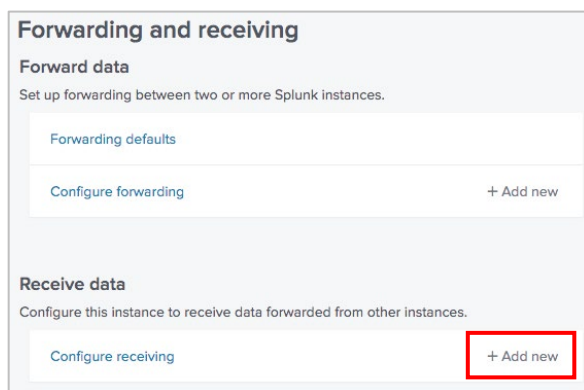 Forwarding and receiving
Forward data
Set up forwarding between two or more Splunk instances.
Forwarding defaults
Configure forwarding + Add new
Receive data
Configure this instance to receive data forwarded from other instances.
Configure receiving + Add new